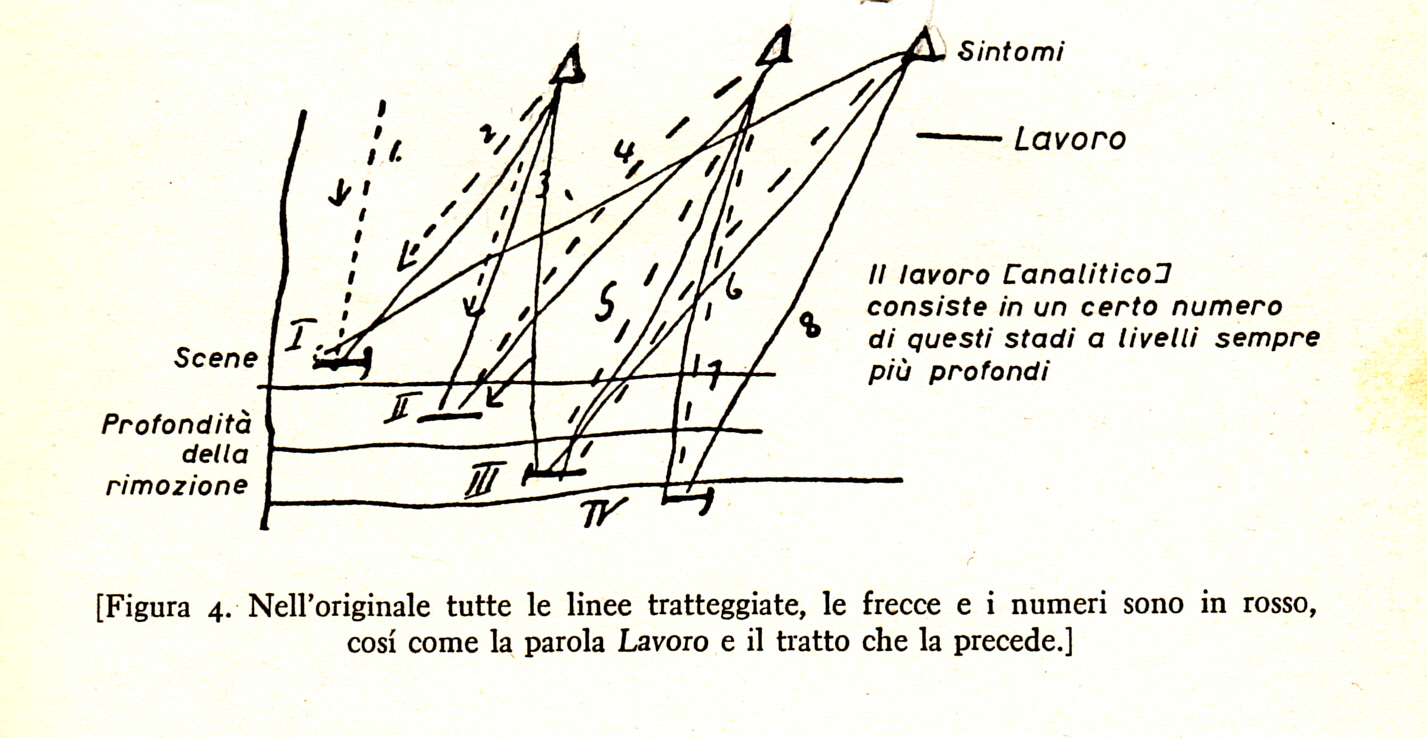 Sintomi
Lavoro
1.
2
3
4
5
6
7
8
Il lavoro [analitico]
consiste in un certo numero
di questi stadi a livelli sempre
più profondi
I
Scene
II
Profondità
della
rimozione
III
IV
[Figura 4. Nell'originale tutte le linee tratteggiate, le frecce e i numeri sono in rosso,
cosí come la parola Lavoro e il tratto che la precede.]